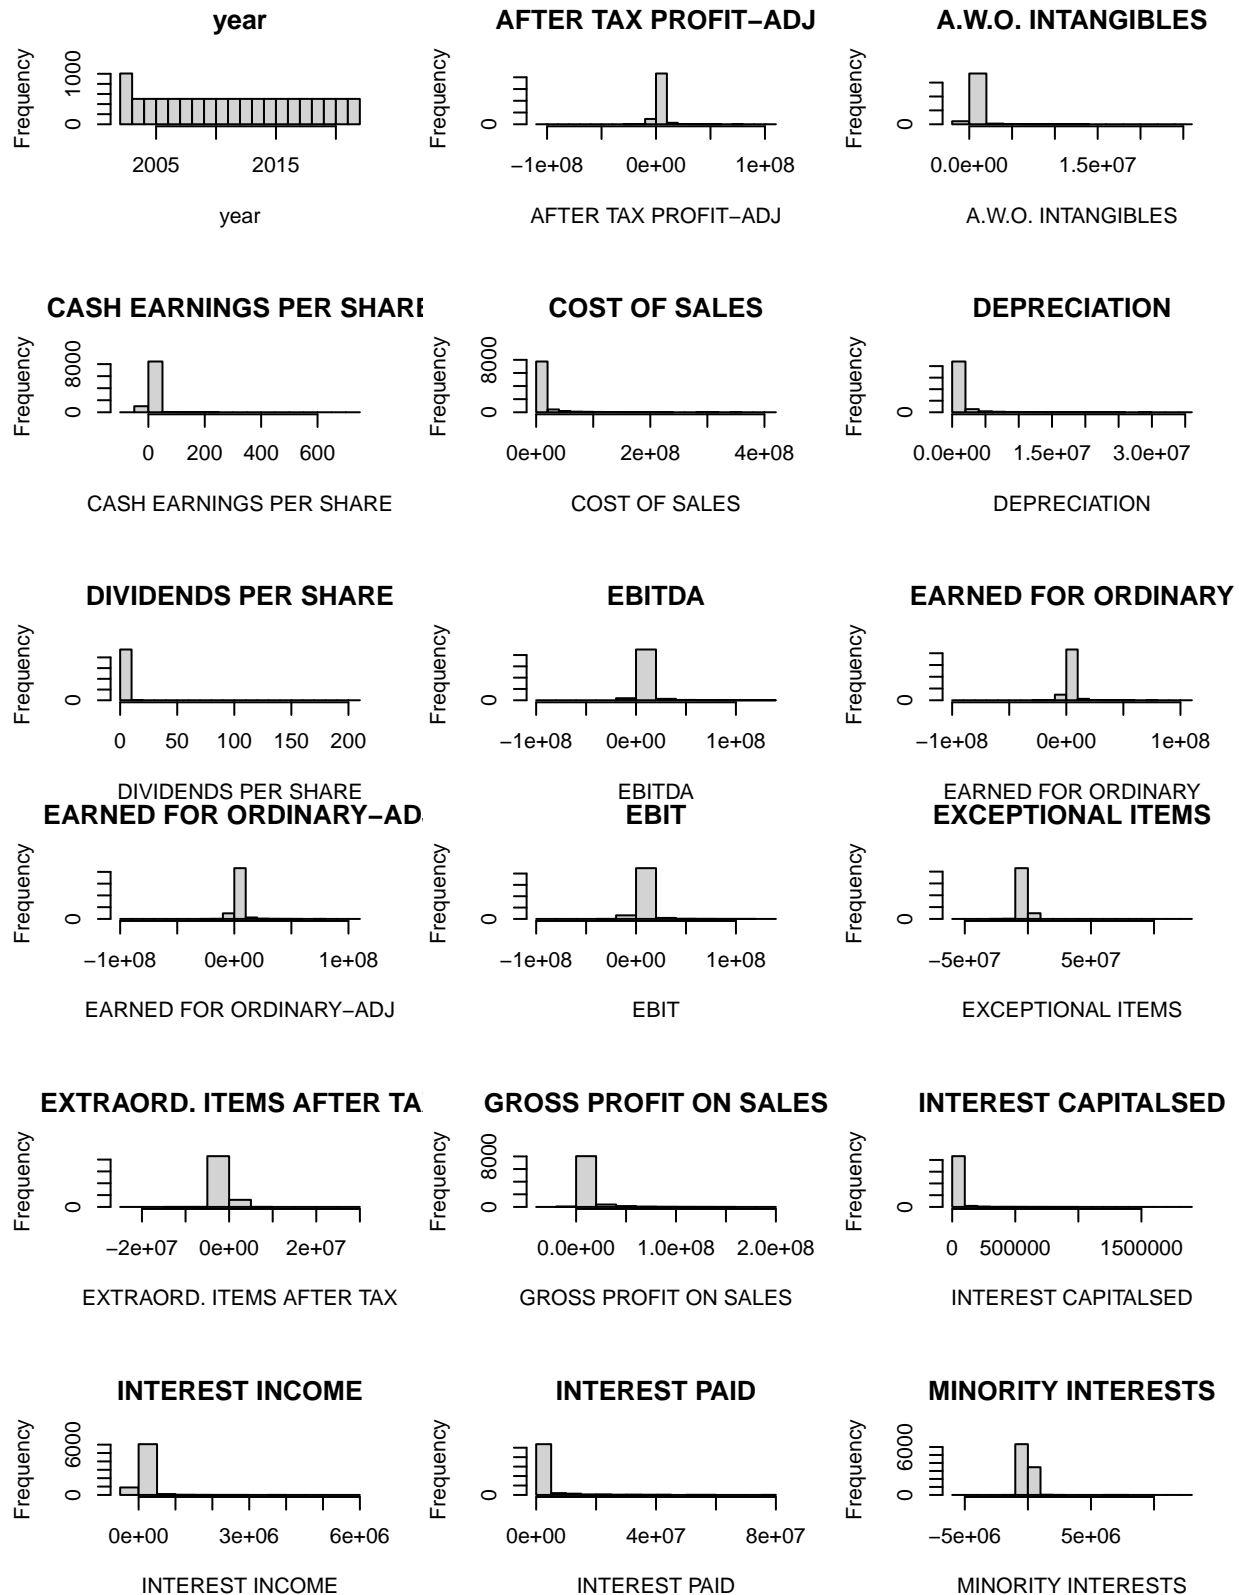 year
Frequency
0
1000
2005
2015
year
AFTER TAX PROFIT−ADJ
Frequency
0
−1e+08
0e+00
1e+08
AFTER TAX PROFIT−ADJ
A.W.O. INTANGIBLES
Frequency
0
0.0e+00
1.5e+07
A.W.O. INTANGIBLES
CASH EARNINGS PER SHARE
Frequency
0
8000
0
200
400
600
CASH EARNINGS PER SHARE
COST OF SALES
Frequency
0
8000
0e+00
2e+08
4e+08
COST OF SALES
DEPRECIATION
Frequency
0
0.0e+00
1.5e+07
3.0e+07
DEPRECIATION
DIVIDENDS PER SHARE
Frequency
0
0
50
100
150
200
DIVIDENDS PER SHARE
EBITDA
Frequency
0
−1e+08
0e+00
1e+08
EBITDA
EARNED FOR ORDINARY
Frequency
0
−1e+08
0e+00
1e+08
EARNED FOR ORDINARY
EARNED FOR ORDINARY−ADJ
Frequency
0
−1e+08
0e+00
1e+08
EARNED FOR ORDINARY−ADJ
EBIT
Frequency
0
−1e+08
0e+00
1e+08
EBIT
EXCEPTIONAL ITEMS
Frequency
0
−5e+07
5e+07
EXCEPTIONAL ITEMS
EXTRAORD. ITEMS AFTER TA
Frequency
0
−2e+07
0e+00
2e+07
EXTRAORD. ITEMS AFTER TAX
GROSS PROFIT ON SALES
Frequency
0
8000
0.0e+00
1.0e+08
2.0e+08
GROSS PROFIT ON SALES
INTEREST CAPITALSED
Frequency
0
0
500000
1500000
INTEREST CAPITALSED
INTEREST INCOME
Frequency
0
6000
0e+00
3e+06
6e+06
INTEREST INCOME
INTEREST PAID
Frequency
0
0e+00
4e+07
8e+07
INTEREST PAID
MINORITY INTERESTS
Frequency
0
6000
−5e+06
5e+06
MINORITY INTERESTS